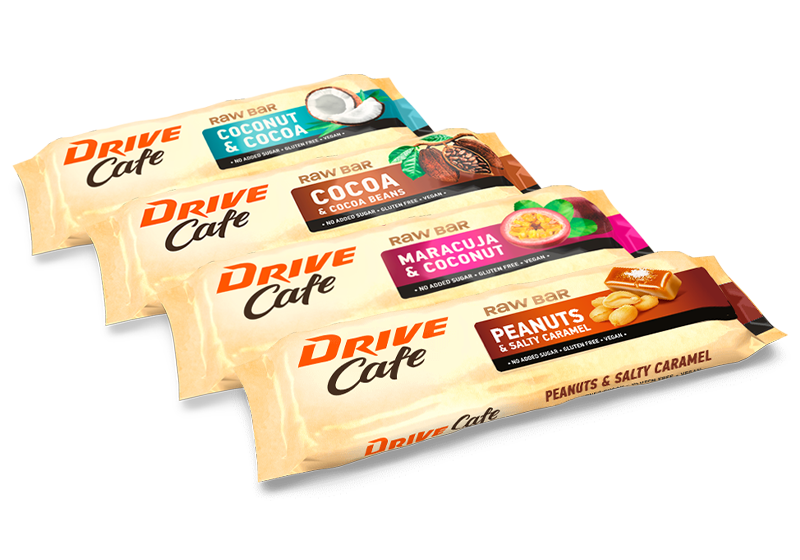 DRIVE
Cafe
RAW BAR
COCONUT
& COCOA
• NO ADDED SUGAR • GLUTEN FREE • VEGAN •
DRIVE
Cafe
RAW BAR
COCOA
& COCOA BEANS
• NO ADDED SUGAR • GLUTEN FREE • VEGAN •
DRIVE
Cafe
RAW BAR
MARACUJA
& COCONUT
• NO ADDED SUGAR • GLUTEN FREE • VEGAN •
DRIVE
Cafe
RAW BAR
PEANUTS
& SALTY CARAMEL
• NO ADDED SUGAR • GLUTEN FREE • VEGAN •
PEANUTS & SALTY CARAMEL
DRIVE Cafe